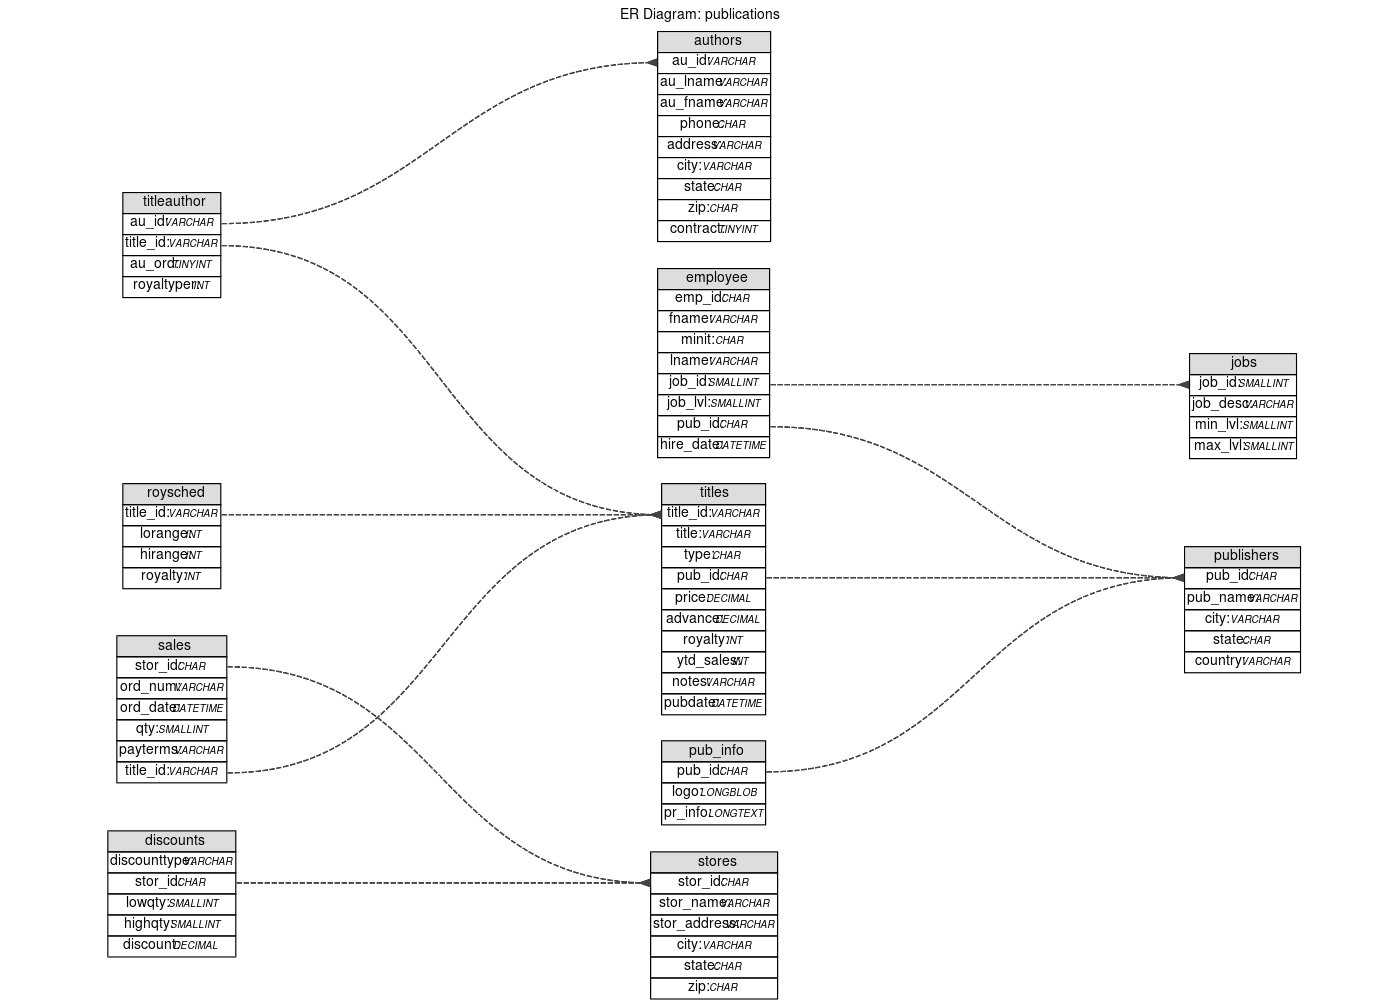 ER Diagram: publications
authors
au_id: VARCHAR
au_lname: VARCHAR
au_fname: VARCHAR
phone: CHAR
address: VARCHAR
city: VARCHAR
state: CHAR
zip: CHAR
contract: TINYINT
titleauthor
au_id: VARCHAR
title_id: VARCHAR
au_ord: TINYINT
royaltyper: INT
employee
emp_id: CHAR
fname: VARCHAR
minit: CHAR
lname: VARCHAR
job_id: SMALLINT
job_lvl: SMALLINT
pub_id: CHAR
hire_date: DATETIME
jobs
job_id: SMALLINT
job_desc: VARCHAR
min_lvl: SMALLINT
max_lvl: SMALLINT
roysched
title_id: VARCHAR
lorange: INT
hirange: INT
royalty: INT
titles
title_id: VARCHAR
title: VARCHAR
type: CHAR
pub_id: CHAR
price: DECIMAL
advance: DECIMAL
royalty: INT
ytd_sales: INT
notes: VARCHAR
pubdate: DATETIME
publishers
pub_id: CHAR
pub_name: VARCHAR
city: VARCHAR
state: CHAR
country: VARCHAR
sales
stor_id: CHAR
ord_num: VARCHAR
ord_date: DATETIME
qty: SMALLINT
payterms: VARCHAR
title_id: VARCHAR
pub_info
pub_id: CHAR
logo: LONGBLOB
pr_info: LONGTEXT
discounts
discounttype: VARCHAR
stor_id: CHAR
lowqty: SMALLINT
highqty: SMALLINT
discount: DECIMAL
stores
stor_id: CHAR
stor_name: VARCHAR
stor_address: VARCHAR
city: VARCHAR
state: CHAR
zip: CHAR